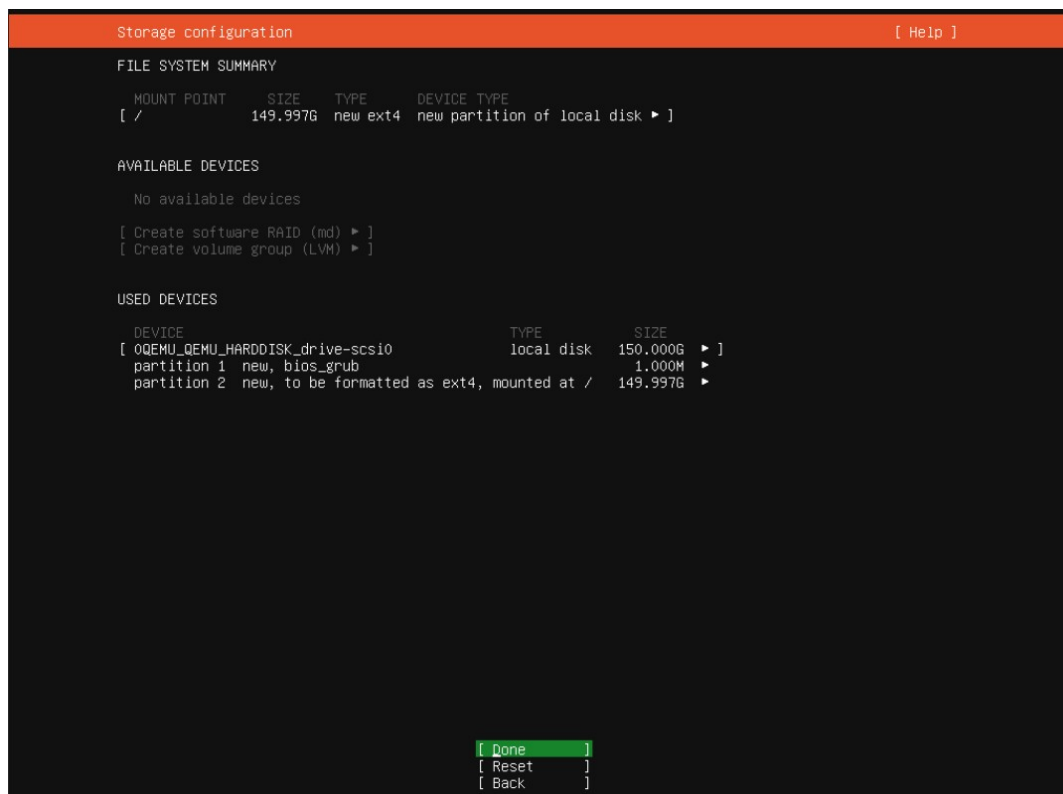 Storage configuration [ Help ]
FILE SYSTEM SUMMARY
MOUNT POINT SIZE TYPE DEVICE TYPE
[ / 149.997G new ext4 new partition of local disk ▸ ]
AVAILABLE DEVICES
No available devices
[ Create software RAID (md) ▸ ]
[ Create volume group (LVM) ▸ ]
USED DEVICES
DEVICE TYPE SIZE
[ 0QEMU_QEMU_HARDDISK_drive-scsi0 local disk 150.000G ▸ ]
partition 1 new, bios_grub 1.000M ▸
partition 2 new, to be formatted as ext4, mounted at / 149.997G ▸
[ Done ]
[ Reset ]
[ Back ]